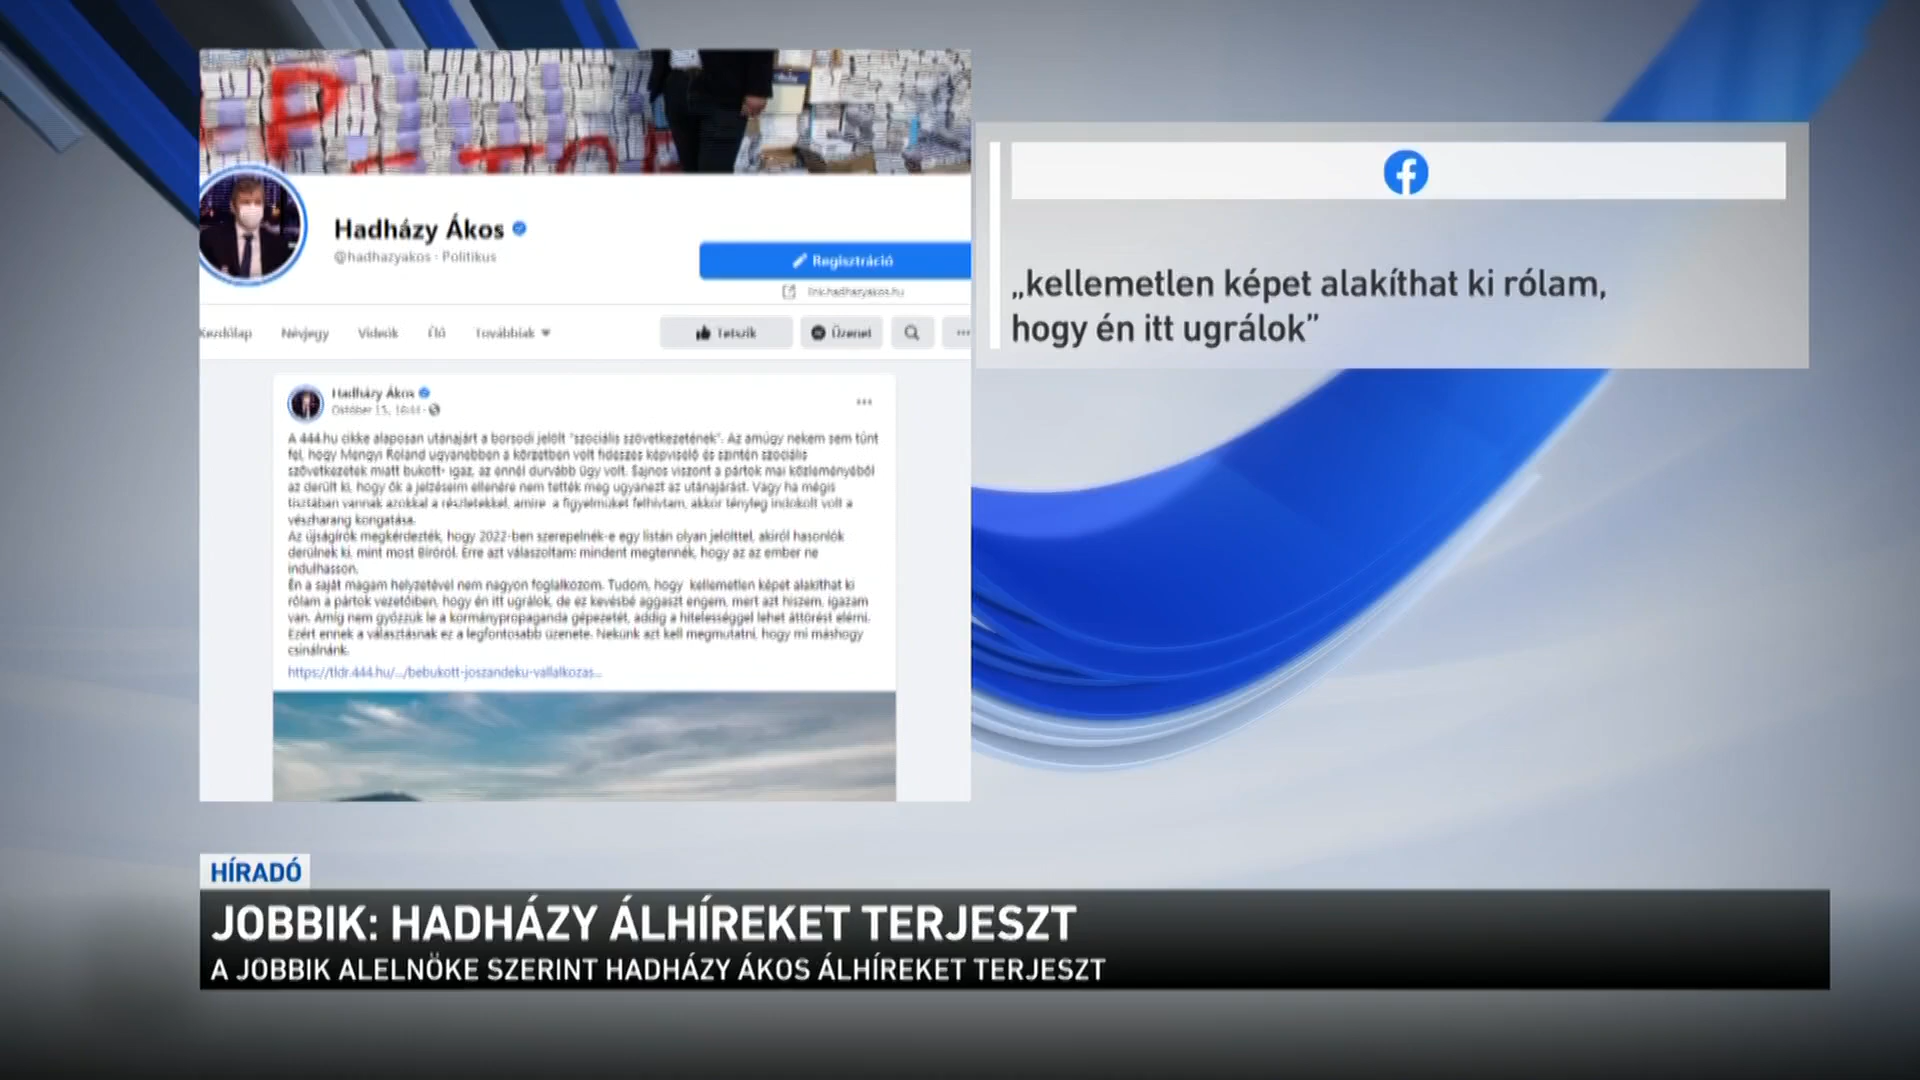 Hadházy Ákos
@hadhazyakos · Politikus
Regisztráció
link.hadhazyakos.hu
Kezdőlap Névjegy Videók Élő Továbbiak
Tetszik Üzenet
Hadházy Ákos
Október 15., 16:44
A 444.hu cikke alaposan utánajárt a borsodi jelölt "szociális szövetkezetének". Az amúgy nekem sem tűnt
fel, hogy Mengyi Roland ugyanebben a körzetben volt fideszes képviselő és szintén szociális
szövetkezetek miatt bukott- igaz, az ennél durvább ügy volt. Sajnos viszont a pártok mai közleményéből
az derült ki, hogy ők a jelzéseim ellenére nem tették meg ugyanezt az utánajárást. Vagy ha mégis
tisztában vannak azokkal a részletekkel, amire a figyelmüket felhívtam, akkor tényleg indokolt volt a
vészharang kongatása.
Az újságírók megkérdezték, hogy 2022-ben szerepelnék-e egy listán olyan jelölttel, akiről hasonlók
derülnek ki, mint most Bíróról. Erre azt válaszoltam: mindent megtennék, hogy az az ember ne
indulhasson.
Én a saját magam helyzetével nem nagyon foglalkozom. Tudom, hogy kellemetlen képet alakíthat ki
rólam a pártok vezetőiben, hogy én itt ugrálok, de ez kevésbé aggaszt engem, mert azt hiszem, igazam
van. Amíg nem győzzük le a kormánypropaganda gépezetét, addig a hitelességgel lehet áttörést elérni.
Ezért ennek a választásnak ez a legfontosabb üzenete. Nekünk azt kell megmutatni, hogy mi máshogy
csinálnánk.
https://tldr.444.hu/.../bebukott-joszandeku-vallalkozas...
„kellemetlen képet alakíthat ki rólam,
hogy én itt ugrálok”
HÍRADÓ
JOBBIK: HADHÁZY ÁLHÍREKET TERJESZT
A JOBBIK ALELNÖKE SZERINT HADHÁZY ÁKOS ÁLHÍREKET TERJESZT